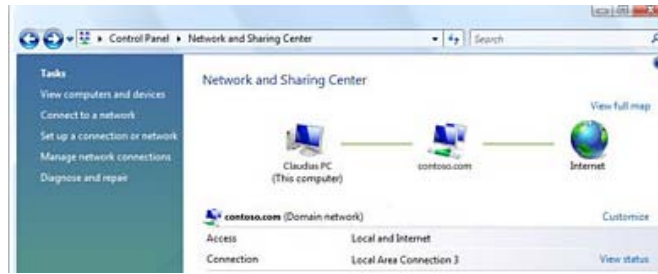 Control Panel ▸ Network and Sharing Center
Search
Tasks
View computers and devices
Connect to a network
Set up a connection or network
Manage network connections
Diagnose and repair
Network and Sharing Center
View full map
Claudius PC
(This computer)
contoso.com
Internet
contoso.com (Domain network)
Customize
Access Local and Internet
Connection Local Area Connection 3
View status